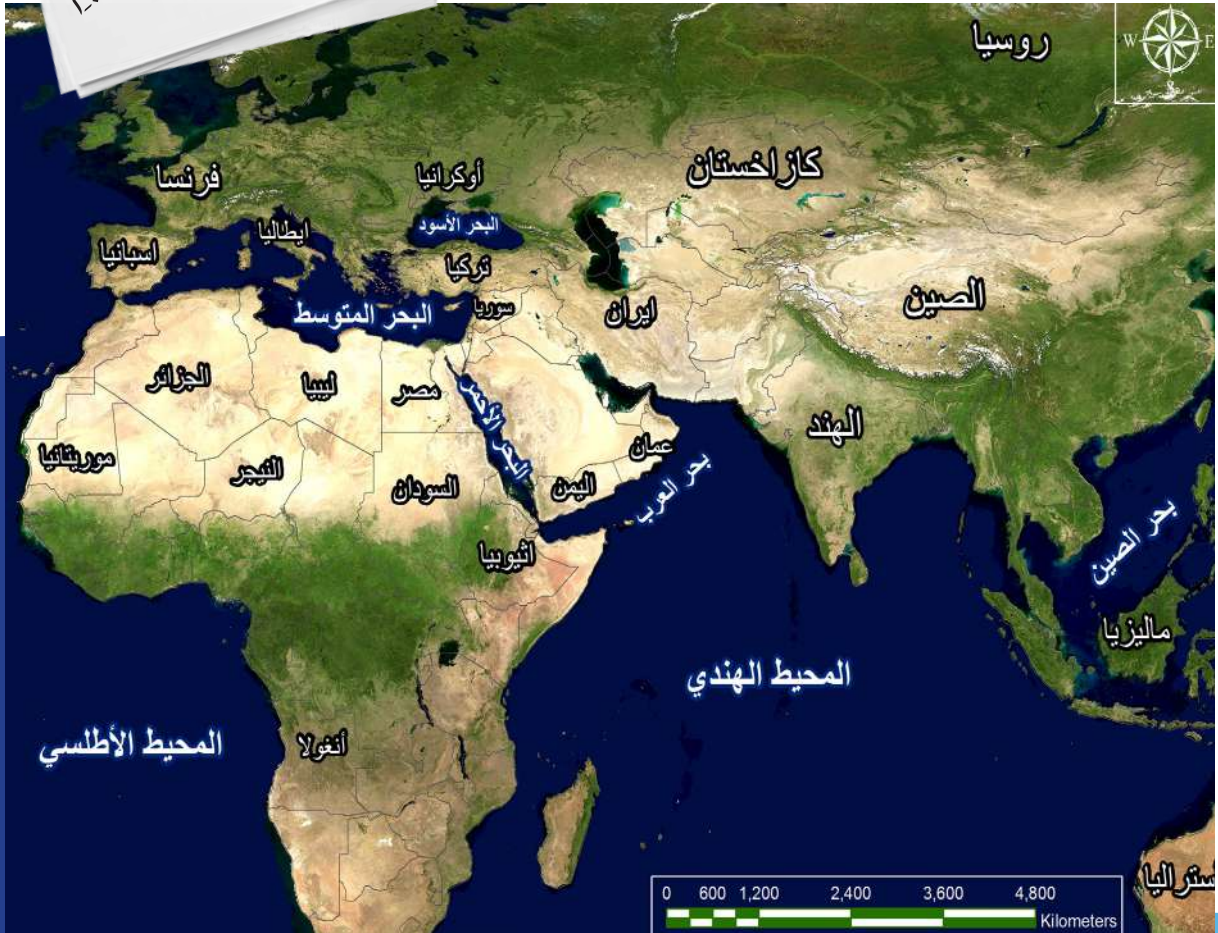 روسيا
W E
كازاخستان
فرنسا
أوكرانيا
البحر الأسود
ايطاليا
اسبانيا
تركيا
سوريا
ايران
الصين
البحر المتوسط
الجزائر
ليبيا
مصر
البحر الأحمر
الهند
عمان
موريتانيا
النيجر
السودان
اليمن
بحر العرب
بحر الصين
اثيوبيا
ماليزيا
المحيط الهندي
المحيط الأطلسي
أنغولا
أستراليا
0 600 1,200 2,400 3,600 4,800
Kilometers